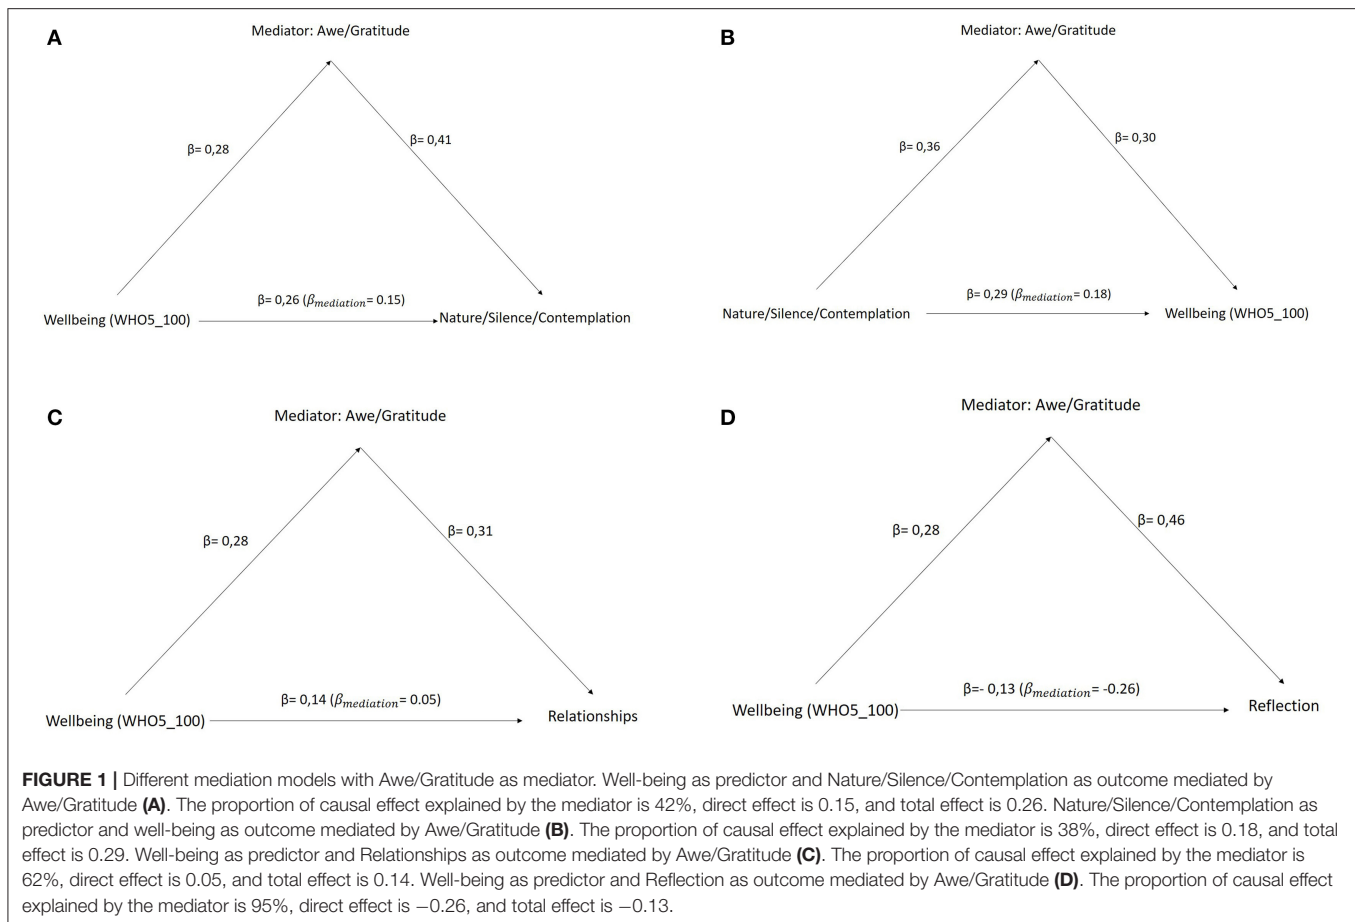 A
Mediator: Awe/Gratitude
β= 0,28
β= 0,41
β= 0,26 (βmediation= 0.15)
Wellbeing (WHO5_100)
Nature/Silence/Contemplation
B
Mediator: Awe/Gratitude
β= 0,36
β= 0,30
β= 0,29 (βmediation= 0.18)
Nature/Silence/Contemplation
Wellbeing (WHO5_100)
C
Mediator: Awe/Gratitude
β= 0,28
β= 0,31
β= 0,14 (βmediation= 0.05)
Wellbeing (WHO5_100)
Relationships
D
Mediator: Awe/Gratitude
β= 0,28
β= 0,46
β=- 0,13 (βmediation= -0.26)
Wellbeing (WHO5_100)
Reflection
FIGURE 1 | Different mediation models with Awe/Gratitude as mediator. Well-being as predictor and Nature/Silence/Contemplation as outcome mediated by
Awe/Gratitude (A). The proportion of causal effect explained by the mediator is 42%, direct effect is 0.15, and total effect is 0.26. Nature/Silence/Contemplation as
predictor and well-being as outcome mediated by Awe/Gratitude (B). The proportion of causal effect explained by the mediator is 38%, direct effect is 0.18, and total
effect is 0.29. Well-being as predictor and Relationships as outcome mediated by Awe/Gratitude (C). The proportion of causal effect explained by the mediator is
62%, direct effect is 0.05, and total effect is 0.14. Well-being as predictor and Reflection as outcome mediated by Awe/Gratitude (D). The proportion of causal effect
explained by the mediator is 95%, direct effect is −0.26, and total effect is −0.13.